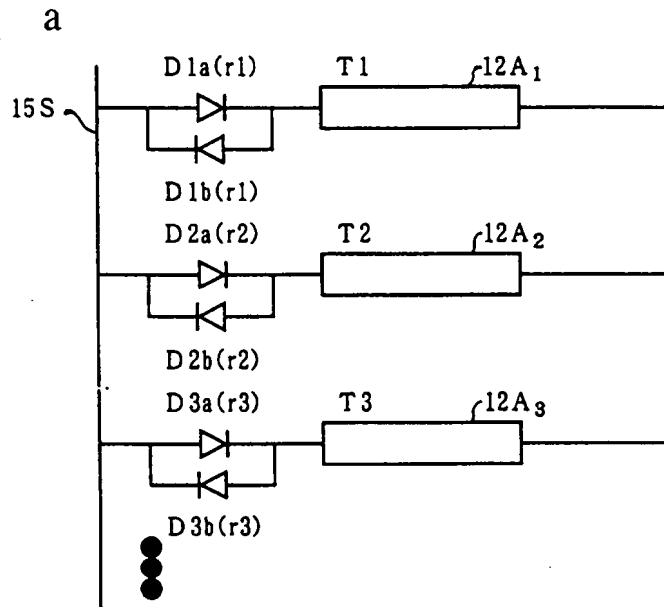 a
D1a(r1) T1 12A₁
15S
D1b(r1)
D2a(r2) T2 12A₂
D2b(r2)
D3a(r3) T3 12A₃
D3b(r3)